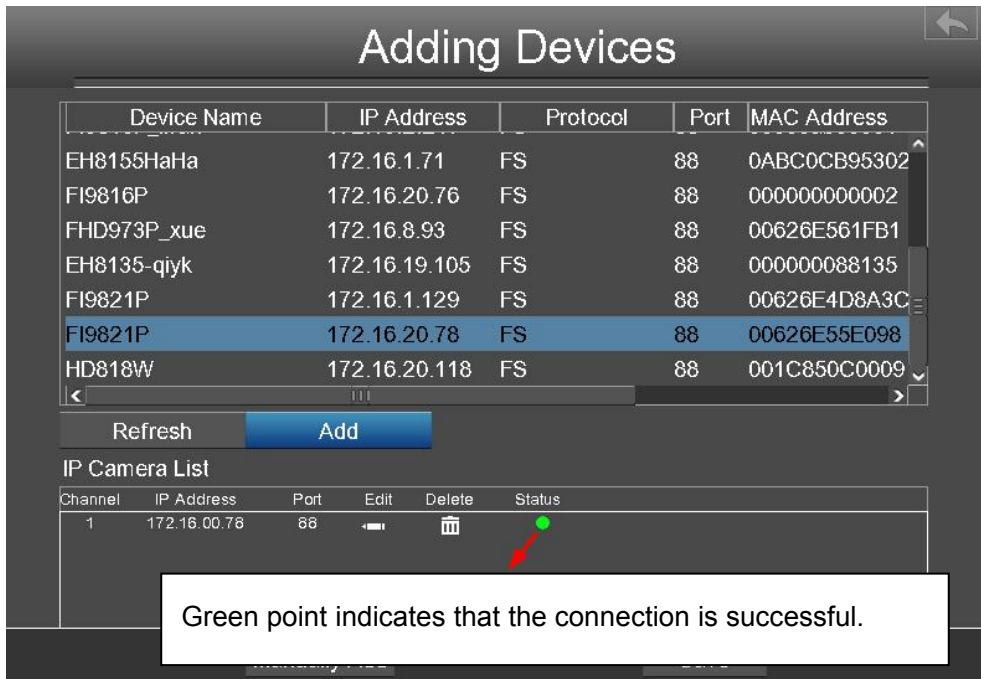 Adding Devices
Device Name IP Address Protocol Port MAC Address
EH8155HaHa 172.16.1.71 FS 88 0ABC0CB95302
FI9816P 172.16.20.76 FS 88 000000000002
FHD973P_xue 172.16.8.93 FS 88 00626E561FB1
EH8135-qiyk 172.16.19.105 FS 88 000000088135
FI9821P 172.16.1.129 FS 88 00626E4D8A3C
FI9821P 172.16.20.78 FS 88 00626E55E098
HD818W 172.16.20.118 FS 88 001C850C0009
Refresh Add
IP Camera List
Channel IP Address Port Edit Delete Status
1 172.16.00.78 88
Green point indicates that the connection is successful.